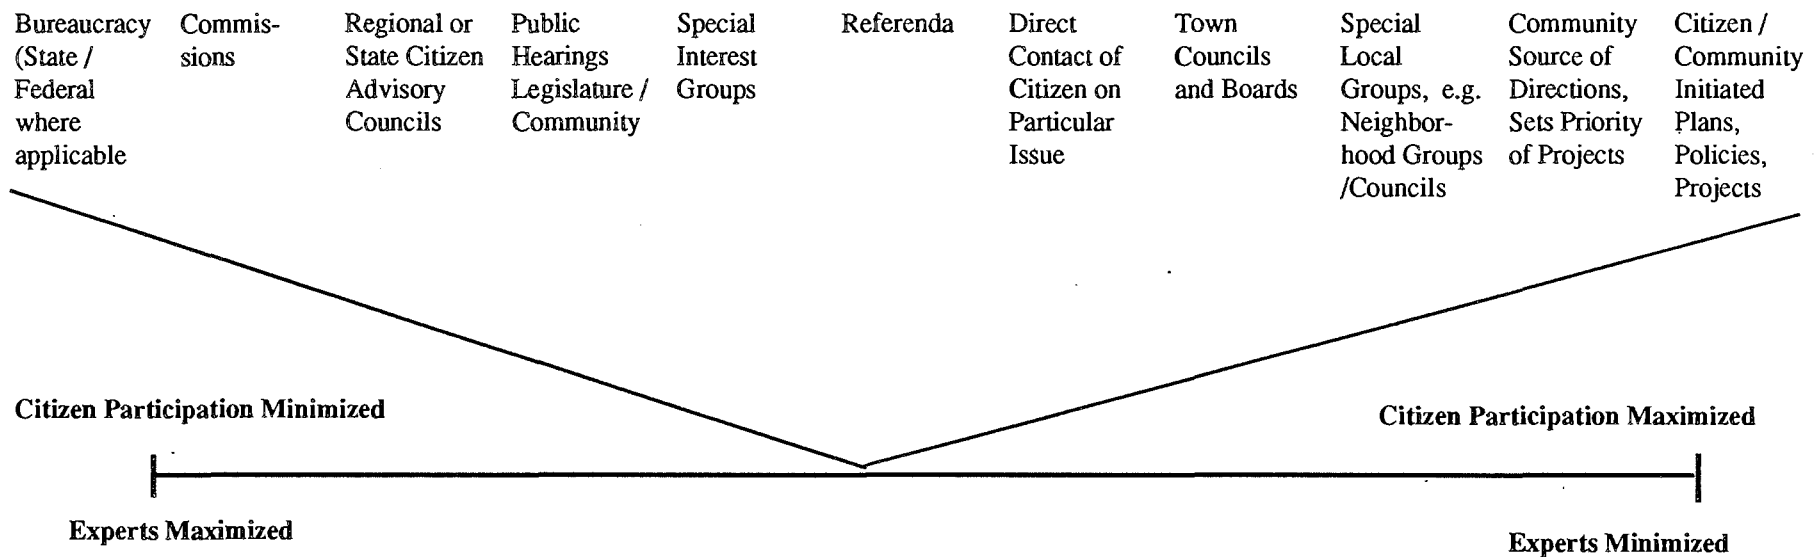 Bureaucracy
(State /
Federal
where
applicable
Commis-
sions
Regional or
State Citizen
Advisory
Councils
Public
Hearings
Legislature /
Community
Special
Interest
Groups
Referenda
Direct
Contact of
Citizen on
Particular
Issue
Town
Councils
and Boards
Special
Local
Groups, e.g.
Neighbor-
hood Groups
/Councils
Community
Source of
Directions,
Sets Priority
of Projects
Citizen /
Community
Initiated
Plans,
Policies,
Projects
Citizen Participation Minimized
Citizen Participation Maximized
Experts Maximized
Experts Minimized